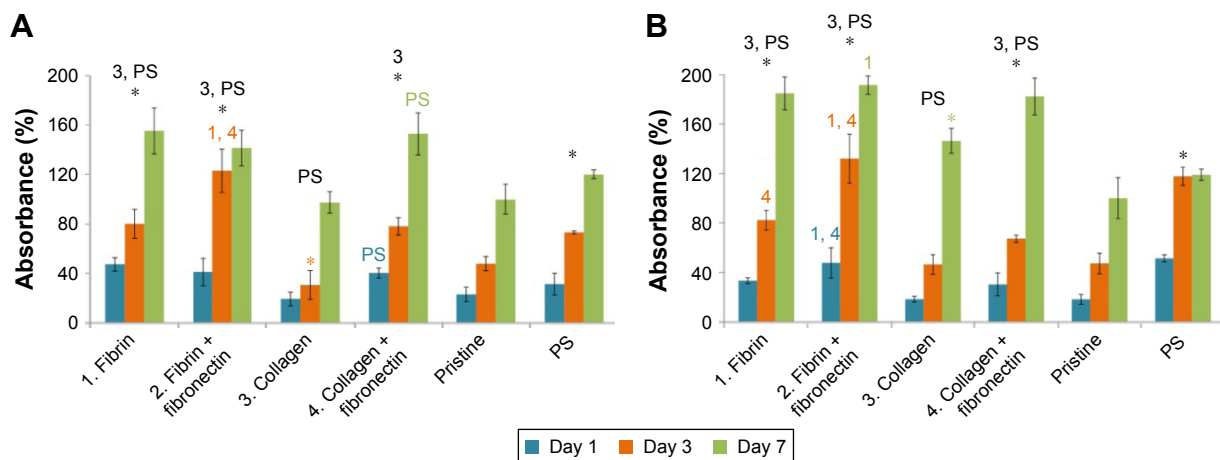 A
Absorbance (%)
200
160
120
80
40
0
3, PS
*
3, PS
*
1, 4
PS
*
3
*
PS
PS
*
1. Fibrin
2. Fibrin +
fibronectin
3. Collagen
4. Collagen +
fibronectin
Pristine
PS
B
Absorbance (%)
200
160
120
80
40
0
3, PS
*
4
3, PS
*
1
1, 4
1, 4
PS
*
3, PS
*
*
1. Fibrin
2. Fibrin +
fibronectin
3. Collagen
4. Collagen +
fibronectin
Pristine
PS
Day 1 Day 3 Day 7